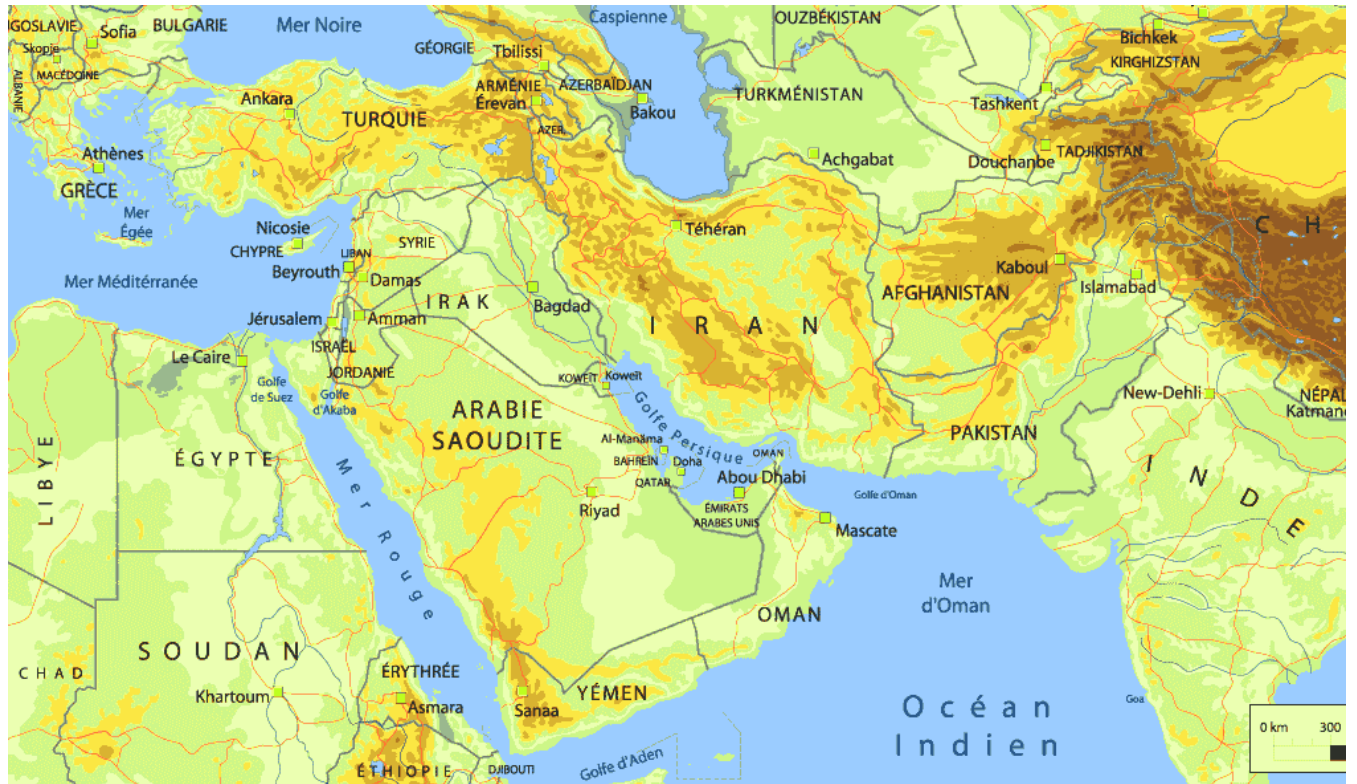 Mer Noire
Caspienne
OUZBÉKISTAN
GOSLAVIE
Sofia
BULGARIE
Skopje
MACÉDOINE
ALBANIE
GÉORGIE
Tbilissi
Bichkek
KIRGHIZSTAN
ARMÉNIE
Érevan
AZERBAÏDJAN
Bakou
AZER.
TURKMÉNISTAN
Tashkent
Ankara
TURQUIE
Athènes
GRÈCE
Achgabat
Douchanbe
TADJIKISTAN
Mer
Égée
Nicosie
CHYPRE
LIBAN
SYRIE
Téhéran
C H
Mer Méditérranée
Beyrouth
Damas
IRAK
Bagdad
IRAN
AFGHANISTAN
Kaboul
Islamabad
Jérusalem
Amman
ISRAËL
JORDANIE
Le Caire
Golfe
de Suez
Golfe
d'Akaba
KOWEÏT
Koweït
New-Dehli
NÉPAL
Katmand
ARABIE
SAOUDITE
Golfe Persique
PAKISTAN
LIBYE
ÉGYPTE
Mer Rouge
Al-Manāma
BAHREÏN
Doha
QATAR
OMAN
Abou Dhabi
ÉMIRATS
ARABES UNIS
Riyad
Golfe d'Oman
Mascate
INDE
Mer
d'Oman
OMAN
SOUDAN
CHAD
Khartoum
ÉRYTHRÉE
Asmara
YÉMEN
Sanaa
Océan
Indien
Goa
0 km 300
ÉTHIOPIE
DJIBOUTI
Golfe d'Aden